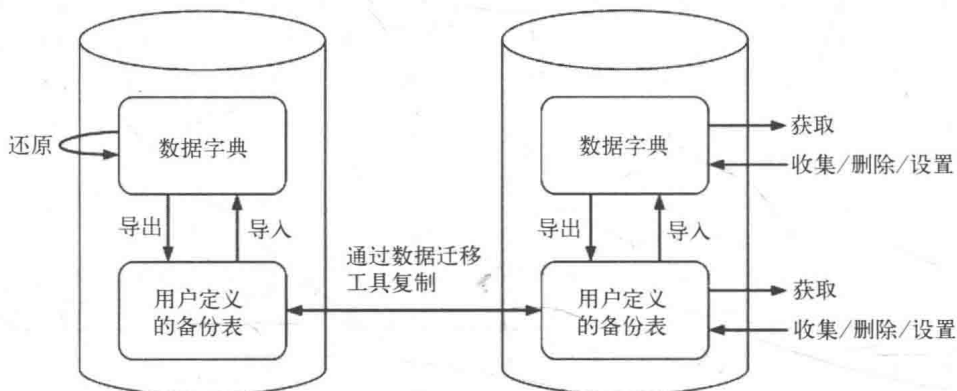 还原
数据字典
导出
导入
用户定义
的备份表
通过数据迁移
工具复制
数据字典
获取
收集/删除/设置
导出
导入
用户定义
的备份表
获取
收集/删除/设置